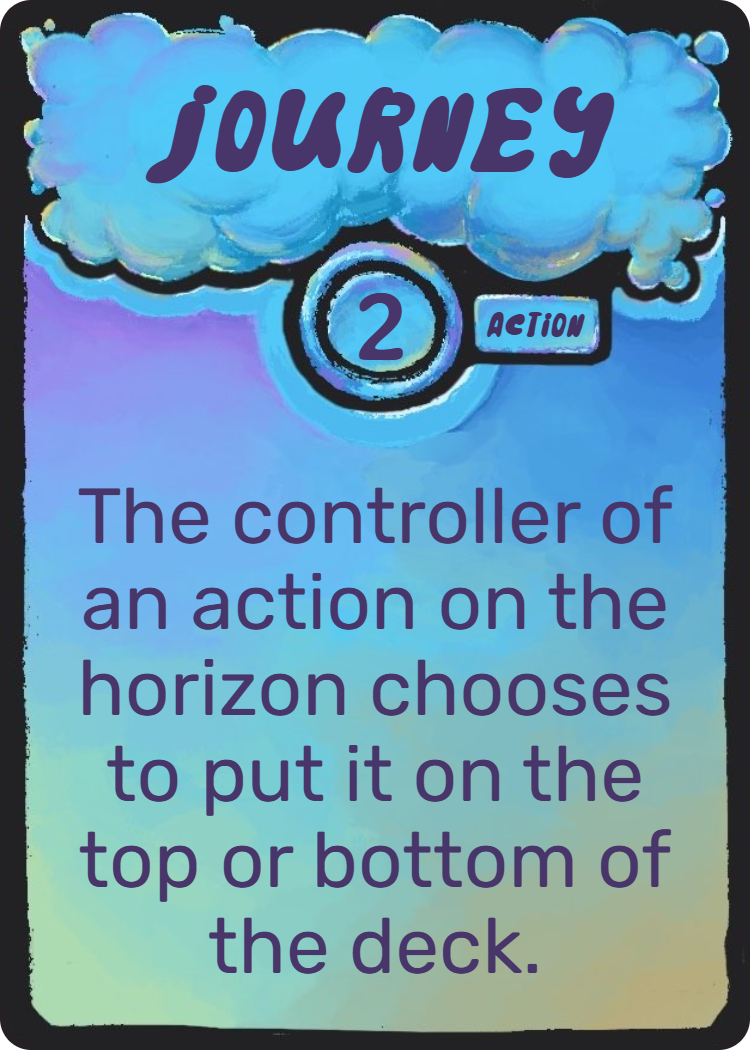 JOURNEY
2
ACTION
The controller of
an action on the
horizon chooses
to put it on the
top or bottom of
the deck.